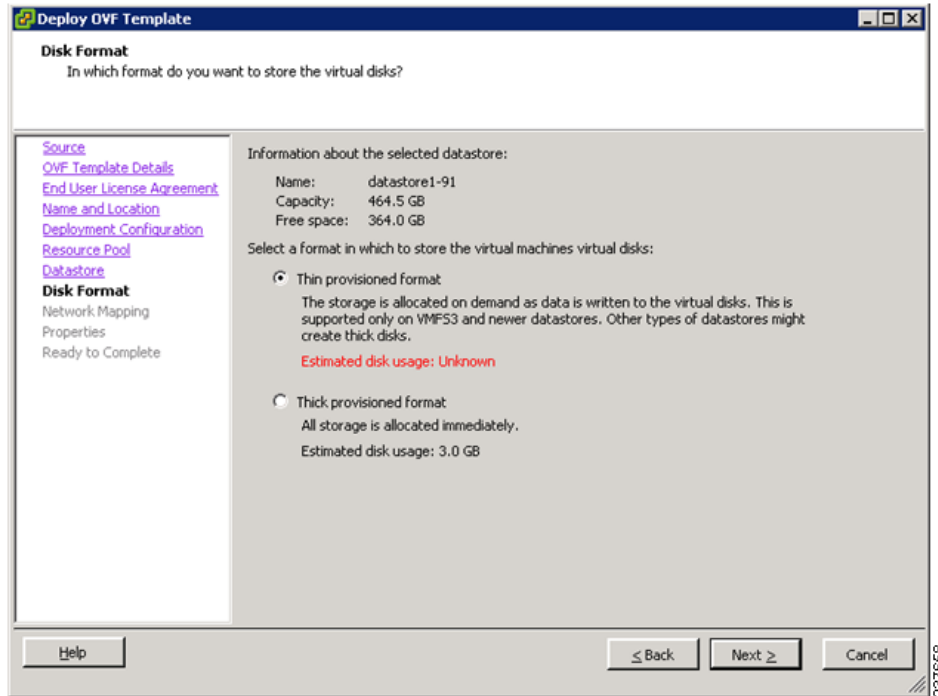 Deploy OVF Template
Disk Format
In which format do you want to store the virtual disks?
Source
OVF Template Details
End User License Agreement
Name and Location
Deployment Configuration
Resource Pool
Datastore
Disk Format
Network Mapping
Properties
Ready to Complete
Information about the selected datastore:
Name: datastore1-91
Capacity: 464.5 GB
Free space: 364.0 GB
Select a format in which to store the virtual machines virtual disks:
Thin provisioned format
The storage is allocated on demand as data is written to the virtual disks. This is
supported only on VMFS3 and newer datastores. Other types of datastores might
create thick disks.
Estimated disk usage: Unknown
Thick provisioned format
All storage is allocated immediately.
Estimated disk usage: 3.0 GB
Help
≤ Back
Next ≥
Cancel